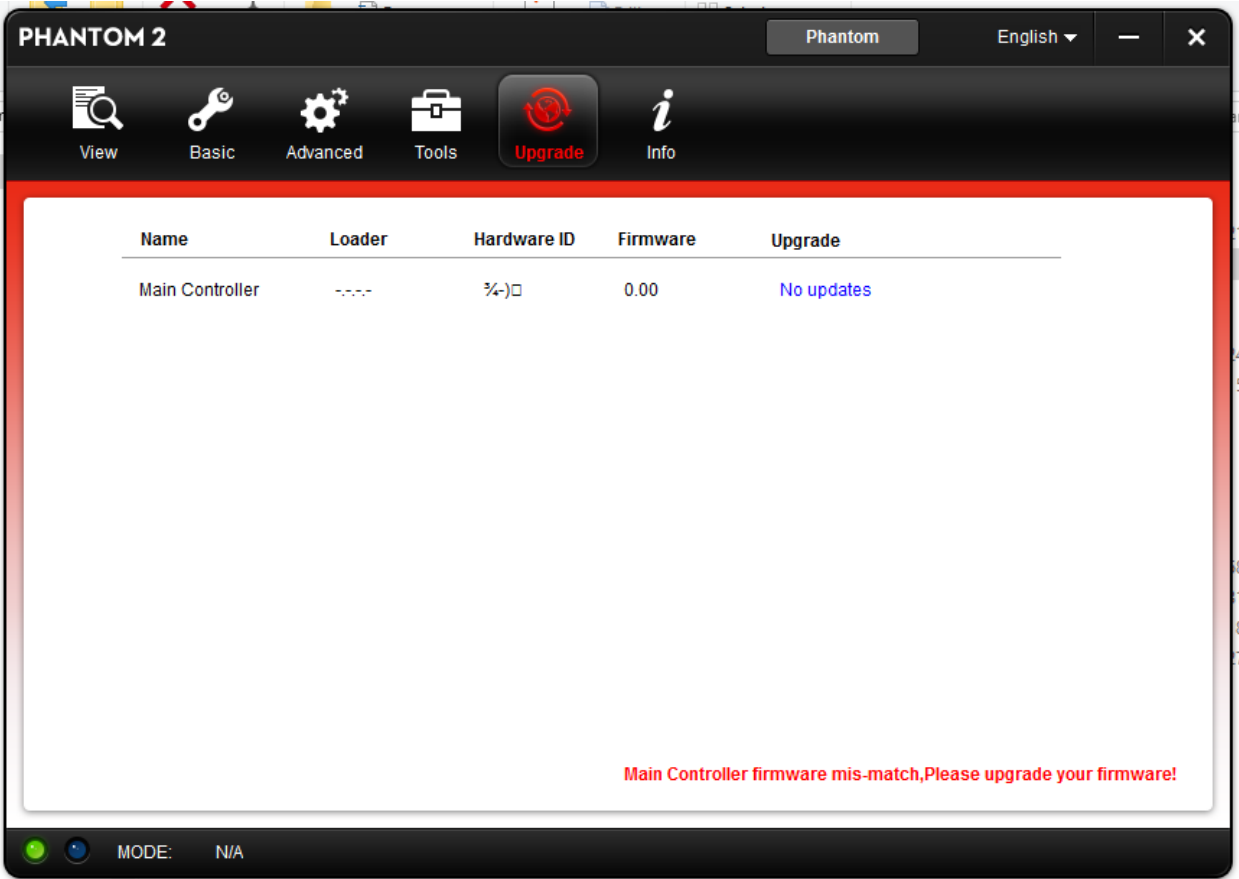 PHANTOM 2 Phantom English
View Basic Advanced Tools Upgrade Info
Name Loader Hardware ID Firmware Upgrade
Main Controller -.-.-.- ¾-)□ 0.00 No updates
Main Controller firmware mis-match,Please upgrade your firmware!
MODE: N/A